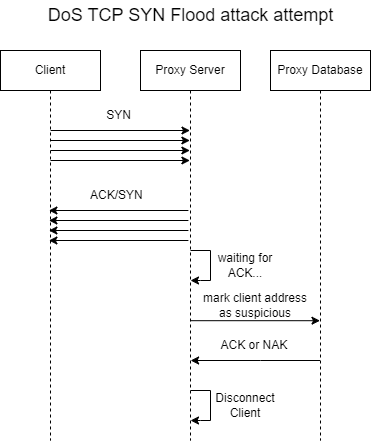 DoS TCP SYN Flood attack attempt
Client
Proxy Server
Proxy Database
SYN
ACK/SYN
waiting for
ACK...
mark client address
as suspicious
ACK or NAK
Disconnect
Client